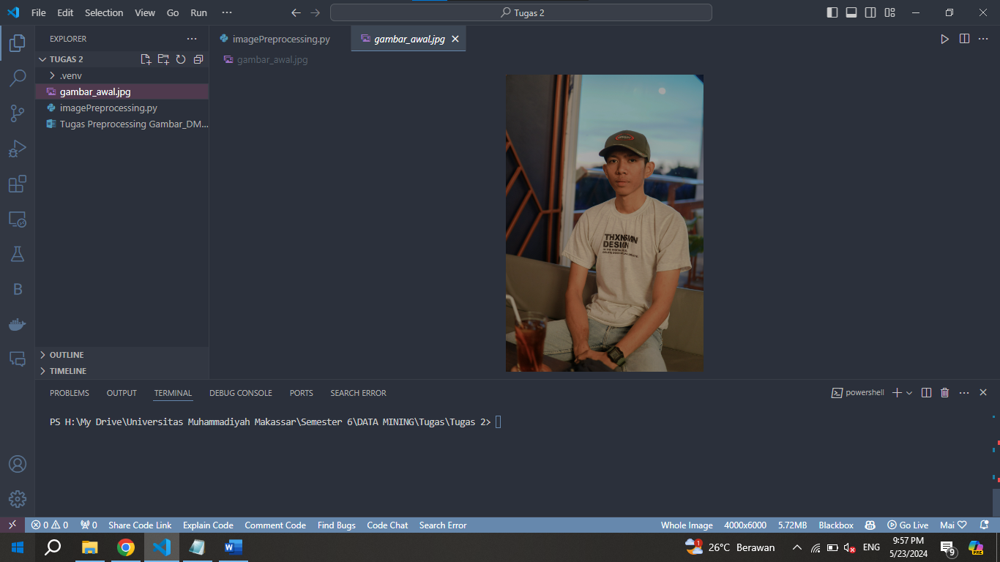 File Edit Selection View Go Run ··· Tugas 2
EXPLORER ···
TUGAS 2
.venv
gambar_awal.jpg
imagePreprocessing.py
Tugas Preprocessing Gambar_DM...
OUTLINE
TIMELINE
imagePreprocessing.py gambar_awal.jpg
gambar_awal.jpg
THXNSMN
DESIGN
PROBLEMS OUTPUT TERMINAL DEBUG CONSOLE PORTS SEARCH ERROR
powershell
PS H:\My Drive\Universitas Muhammadiyah Makassar\Semester 6\DATA MINING\Tugas\Tugas 2>
0 0 0 Share Code Link Explain Code Comment Code Find Bugs Code Chat Search Error Whole Image 4000x6000 5.72MB Blackbox Go Live Mai
1 26°C Berawan ENG 9:57 PM
5/23/2024 9 PRE